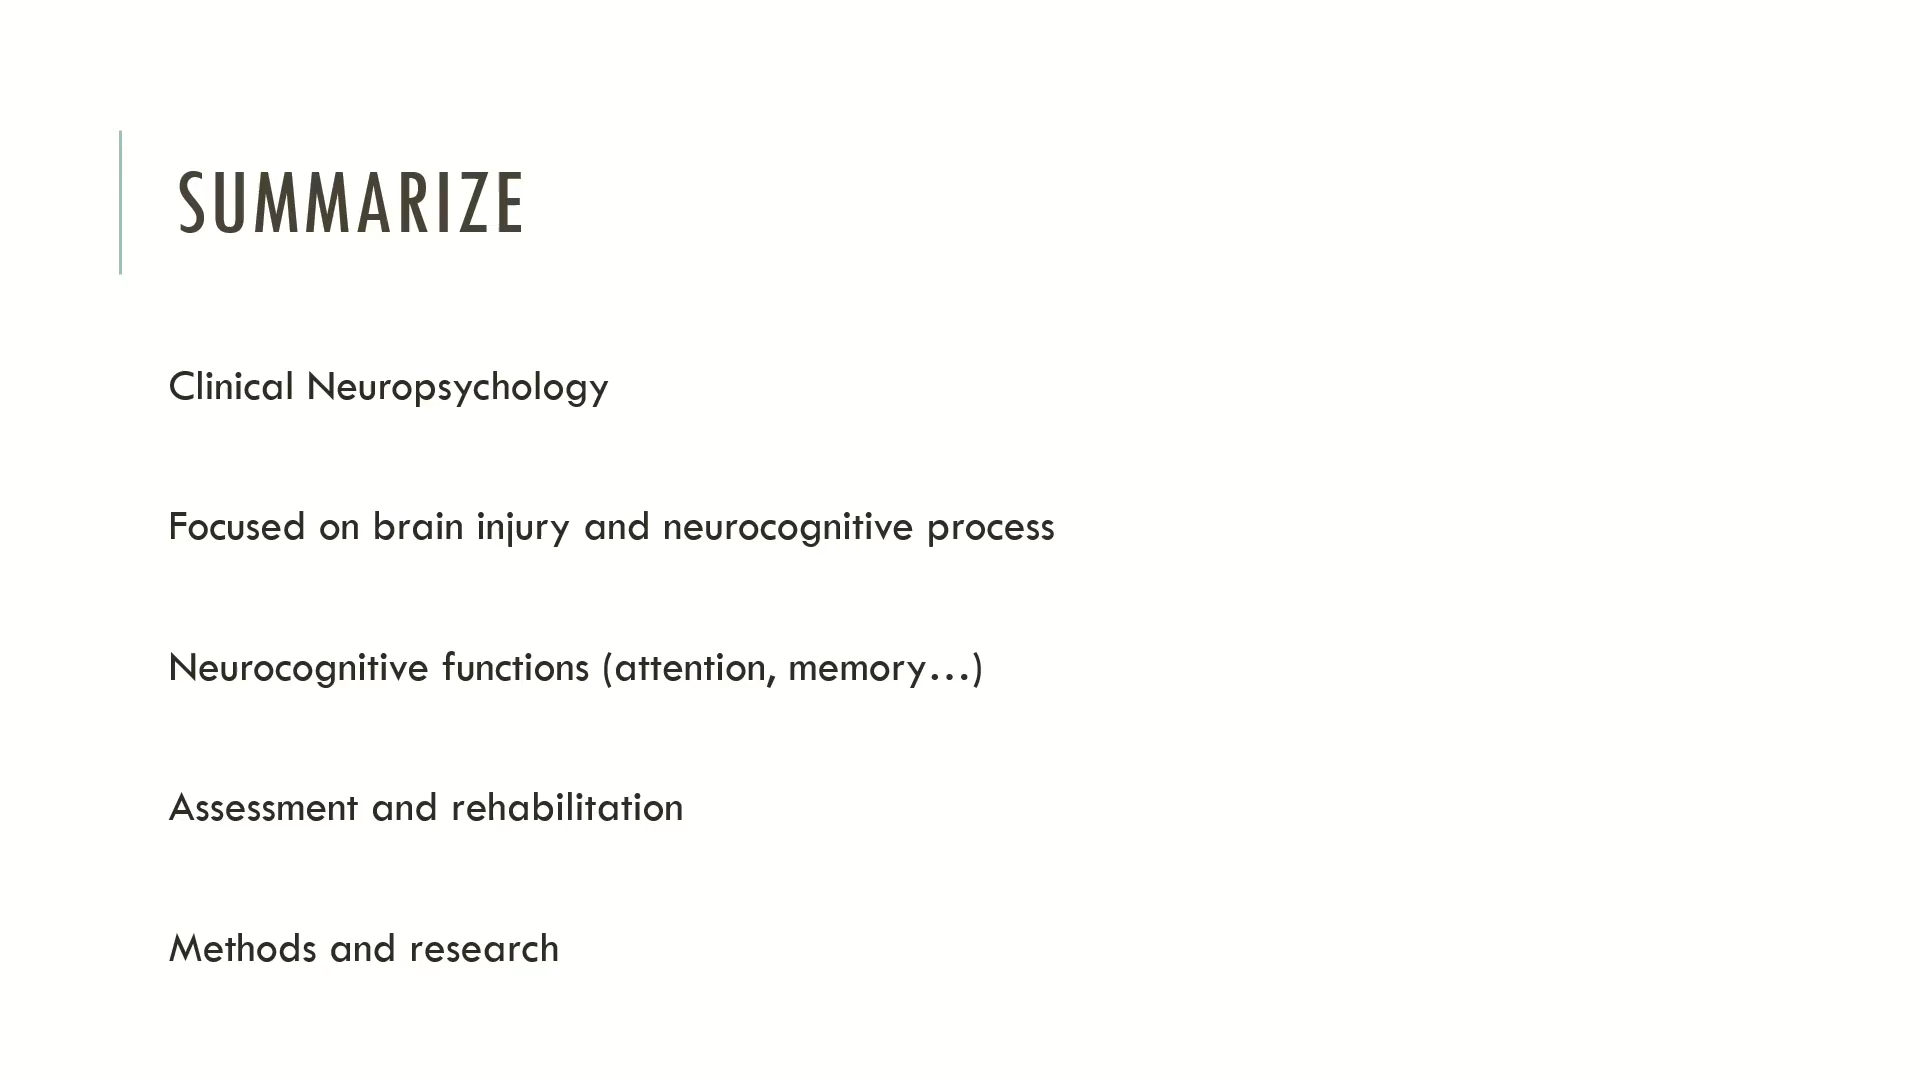 SUMMARIZE
Clinical Neuropsychology
Focused on brain injury and neurocognitive process
Neurocognitive functions (attention, memory…)
Assessment and rehabilitation
Methods and research